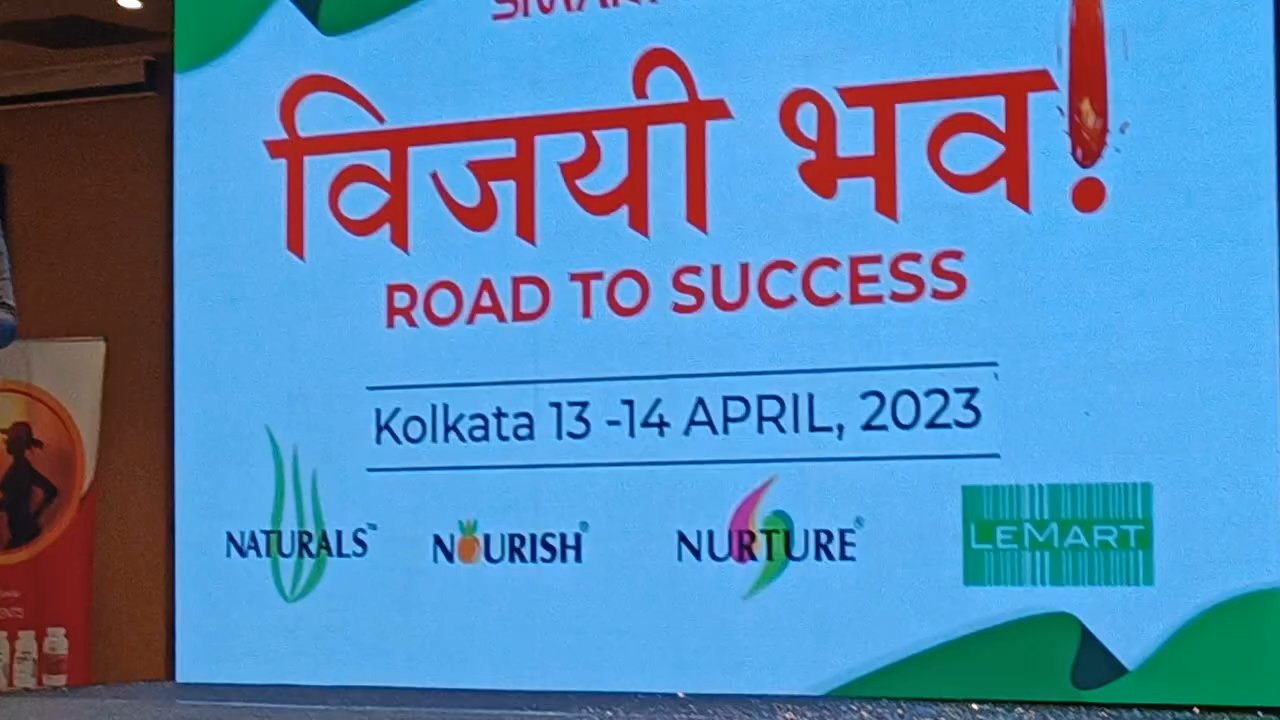 विजयी भव!
ROAD TO SUCCESS
Kolkata 13 -14 APRIL, 2023
NATURALS™
NOURISH®
NURTURE®
LEMART